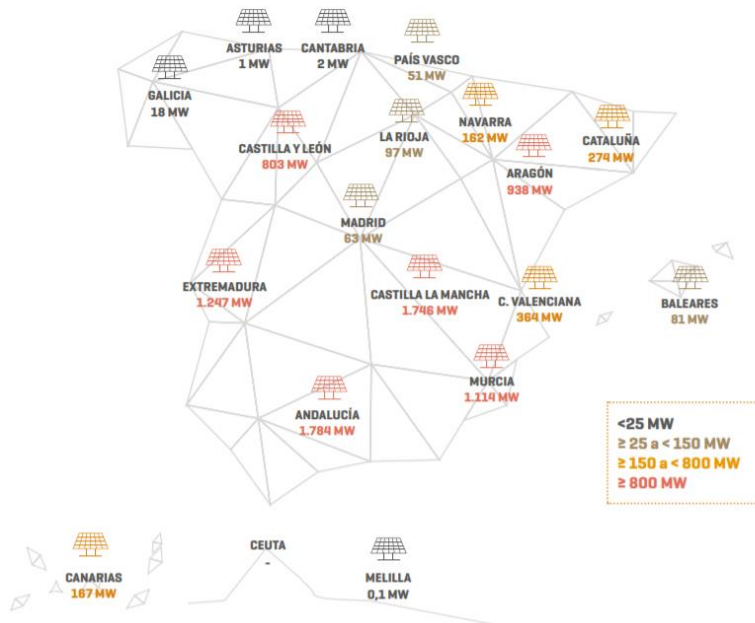 ASTURIAS
1 MW
CANTABRIA
2 MW
PAÍS VASCO
51 MW
GALICIA
18 MW
CASTILLA Y LEÓN
803 MW
LA RIOJA
97 MW
NAVARRA
162 MW
ARAGÓN
938 MW
CATALUÑA
274 MW
MADRID
63 MW
EXTREMADURA
1.247 MW
CASTILLA LA MANCHA
1.746 MW
C. VALENCIANA
364 MW
BALEARES
81 MW
MURCIA
1.114 MW
ANDALUCÍA
1.784 MW
<25 MW
≥ 25 a < 150 MW
≥ 150 a < 800 MW
≥ 800 MW
CANARIAS
167 MW
CEUTA
-
MELILLA
0,1 MW